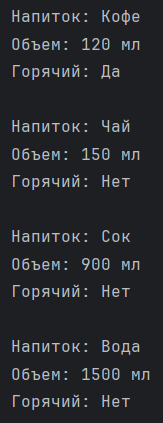 Напиток: Кофе
Объем: 120 мл
Горячий: Да
Напиток: Чай
Объем: 150 мл
Горячий: Нет
Напиток: Сок
Объем: 900 мл
Горячий: Нет
Напиток: Вода
Объем: 1500 мл
Горячий: Нет